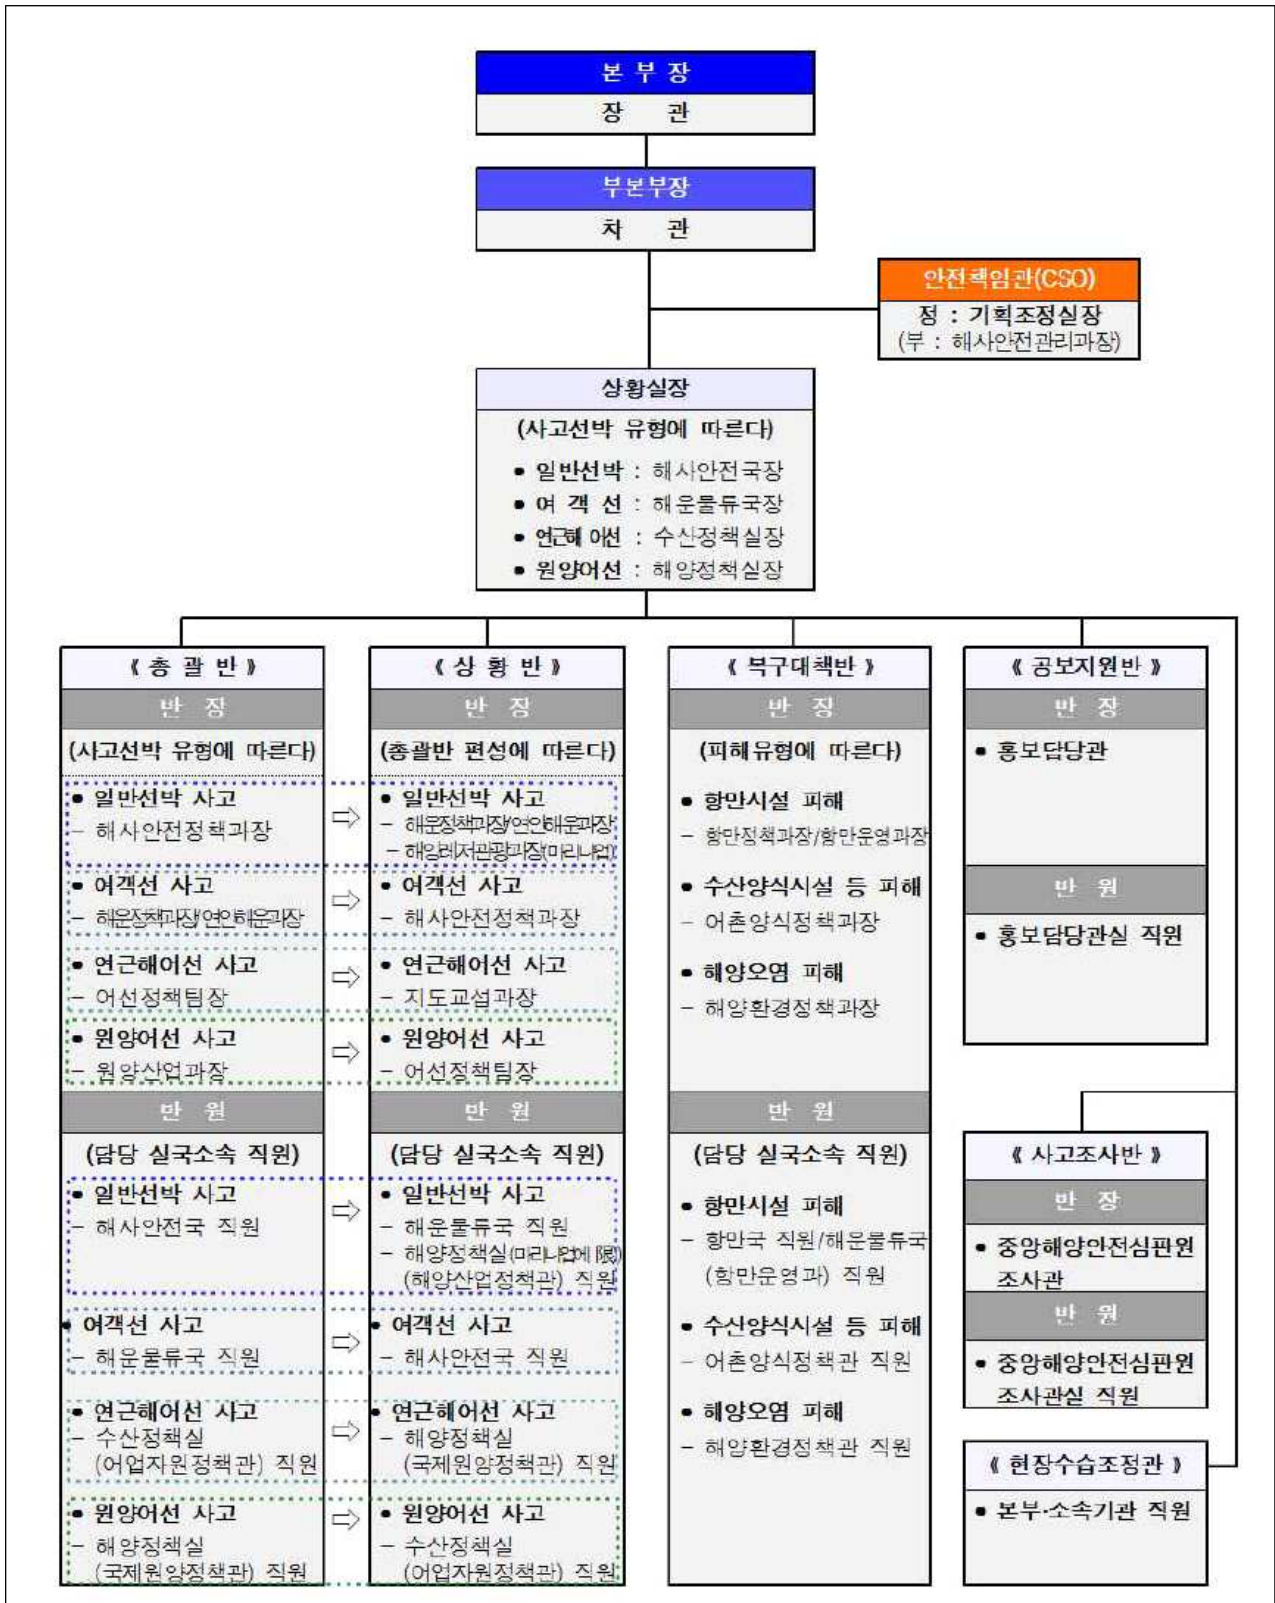 본 부 장
장 관
부본부장
차 관
안전책임관(CSO)
정 : 기획조정실장
(부 : 해사안전관리과장)
상황실장
(사고선박 유형에 따른다)
• 일반선박 : 해사안전국장
• 여 객 선 : 해운물류국장
• 연근해 어선 : 수산정책실장
• 원양어선 : 해양정책실장
《 총 괄 반 》
반 장
(사고선박 유형에 따른다)
• 일반선박 사고
– 해사안전정책과장
• 여객선 사고
– 해운정책과장/연안해운과장
• 연근해어선 사고
– 어선정책팀장
• 원양어선 사고
– 원양산업과장
반 원
(담당 실국소속 직원)
• 일반선박 사고
– 해사안전국 직원
• 여객선 사고
– 해운물류국 직원
• 연근해어선 사고
– 수산정책실
(어업자원정책관) 직원
• 원양어선 사고
– 해양정책실
(국제원양정책관) 직원
《 상 황 반 》
반 장
(총괄반 편성에 따른다)
• 일반선박 사고
– 해운정책과장/연안해운과장
– 해양레저관광과장(마리나업)
• 여객선 사고
– 해사안전정책과장
• 연근해어선 사고
– 지도교섭과장
• 원양어선 사고
– 어선정책팀장
반 원
(담당 실국소속 직원)
• 일반선박 사고
– 해운물류국 직원
– 해양정책실(마리나업에 限)
(해양산업정책관) 직원
• 여객선 사고
– 해사안전국 직원
• 연근해어선 사고
– 해양정책실
(국제원양정책관) 직원
• 원양어선 사고
– 수산정책실
(어업자원정책관) 직원
《 복구대책반 》
반 장
(피해유형에 따른다)
• 항만시설 피해
– 항만정책과장/항만운영과장
• 수산양식시설 등 피해
– 어촌양식정책과장
• 해양오염 피해
– 해양환경정책과장
반 원
(담당 실국소속 직원)
• 항만시설 피해
– 항만국 직원/해운물류국
(항만운영과) 직원
• 수산양식시설 등 피해
– 어촌양식정책관 직원
• 해양오염 피해
– 해양환경정책관 직원
《 공보지원반 》
반 장
• 홍보담당관
반 원
• 홍보담당관실 직원
《 사고조사반 》
반 장
• 중앙해양안전심판원
조사관
반 원
• 중앙해양안전심판원
조사관실 직원
《 현장수습조정관 》
• 본부·소속기관 직원